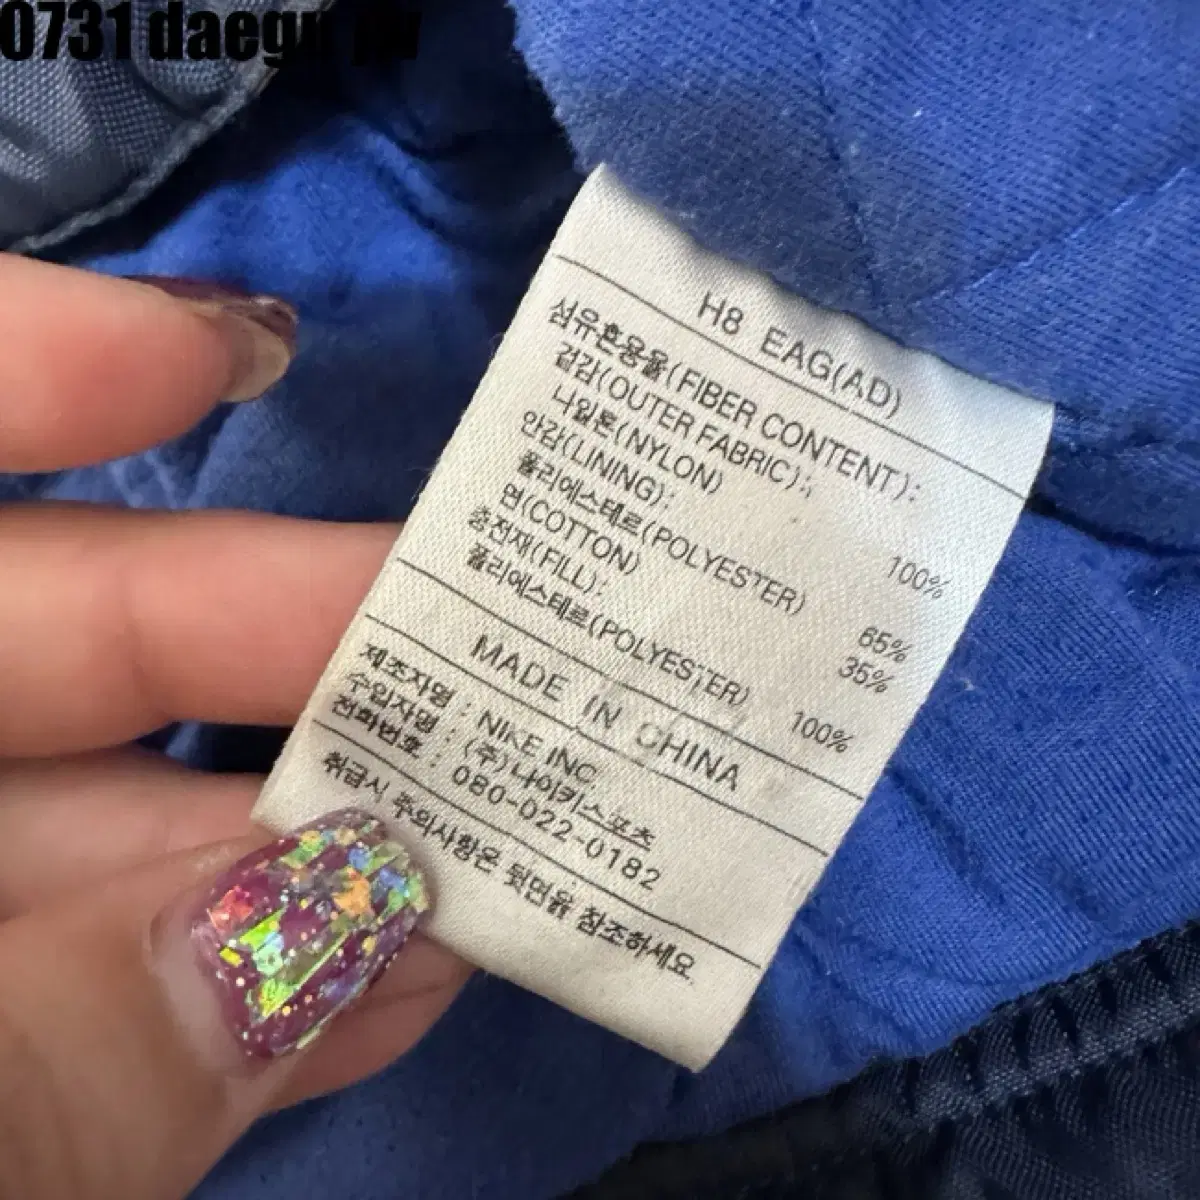 0731 daegu jw
H8 EAG(AD)
섬유혼용율(FIBER CONTENT):
겉감(OUTER FABRIC):
나일론(NYLON) 100%
안감(LINING):
폴리에스테르(POLYESTER) 65%
면(COTTON) 35%
충전재(FILL):
폴리에스테르(POLYESTER) 100%
MADE IN CHINA
제조자명 : NIKE INC.
수입자명 : (주)나이키스포츠
전화번호 : 080-022-0182
취급시 주의사항은 뒷면을 참조하세요.